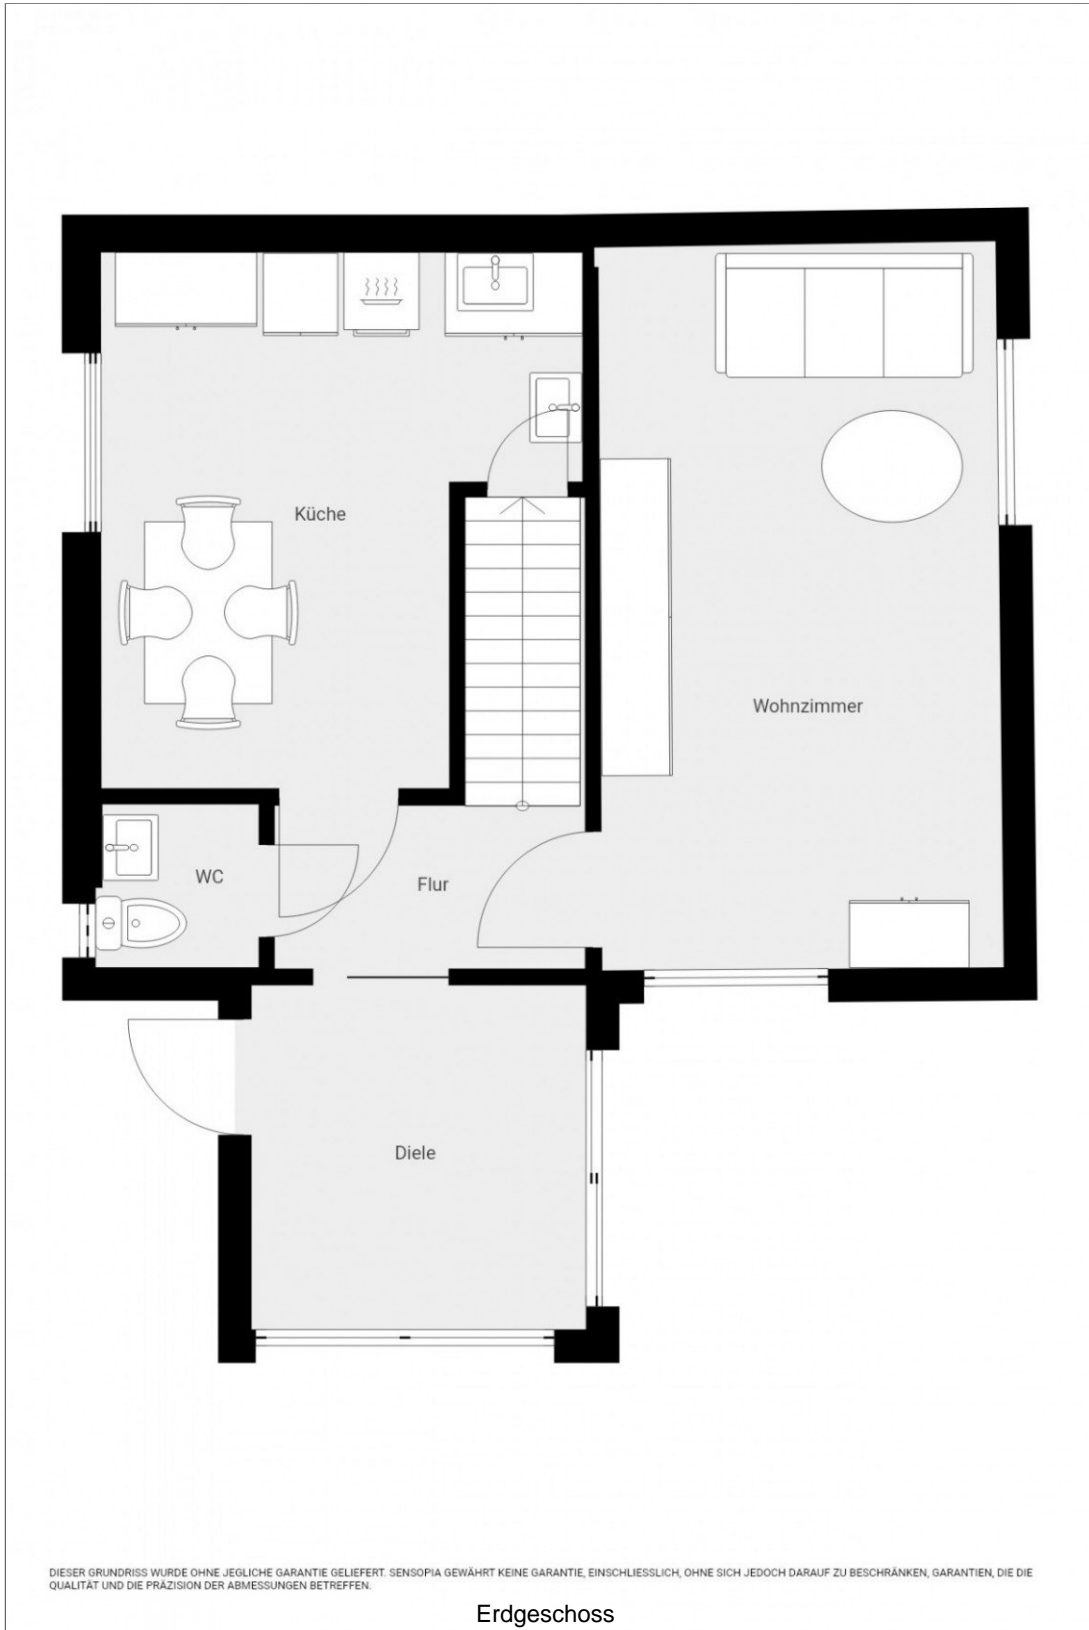 Küche
Wohnzimmer
WC
Flur
Diele
DIESER GRUNDRISS WURDE OHNE JEGLICHE GARANTIE GELIEFERT. SENSOPIA GEWÄHRT KEINE GARANTIE, EINSCHLIESSLICH, OHNE SICH JEDOCH DARAUF ZU BESCHRÄNKEN, GARANTIEN, DIE DIE
QUALITÄT UND DIE PRÄZISION DER ABMESSUNGEN BETREFFEN.
Erdgeschoss